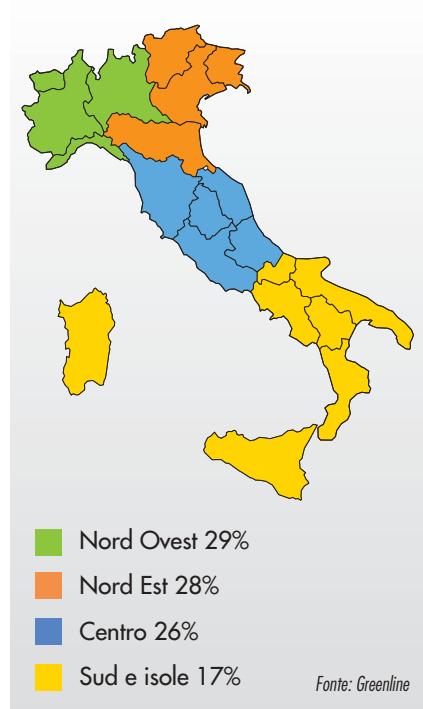 Nord Ovest 29%
Nord Est 28%
Centro 26%
Sud e isole 17%
Fonte: Greenline